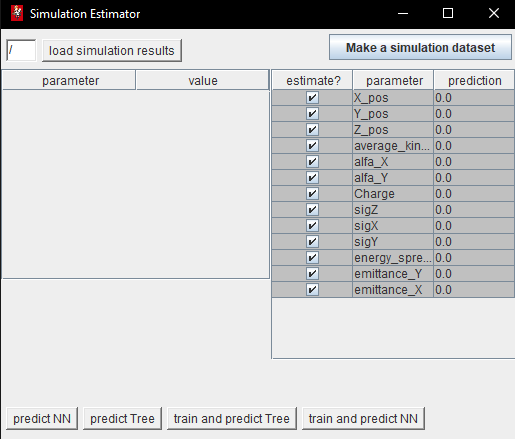 Simulation Estimator
/ load simulation results Make a simulation dataset
parameter value
estimate? parameter prediction
X_pos 0.0
Y_pos 0.0
Z_pos 0.0
average_kin... 0.0
alfa_X 0.0
alfa_Y 0.0
Charge 0.0
sigZ 0.0
sigX 0.0
sigY 0.0
energy_spre... 0.0
emittance_Y 0.0
emittance_X 0.0
predict NN predict Tree train and predict Tree train and predict NN